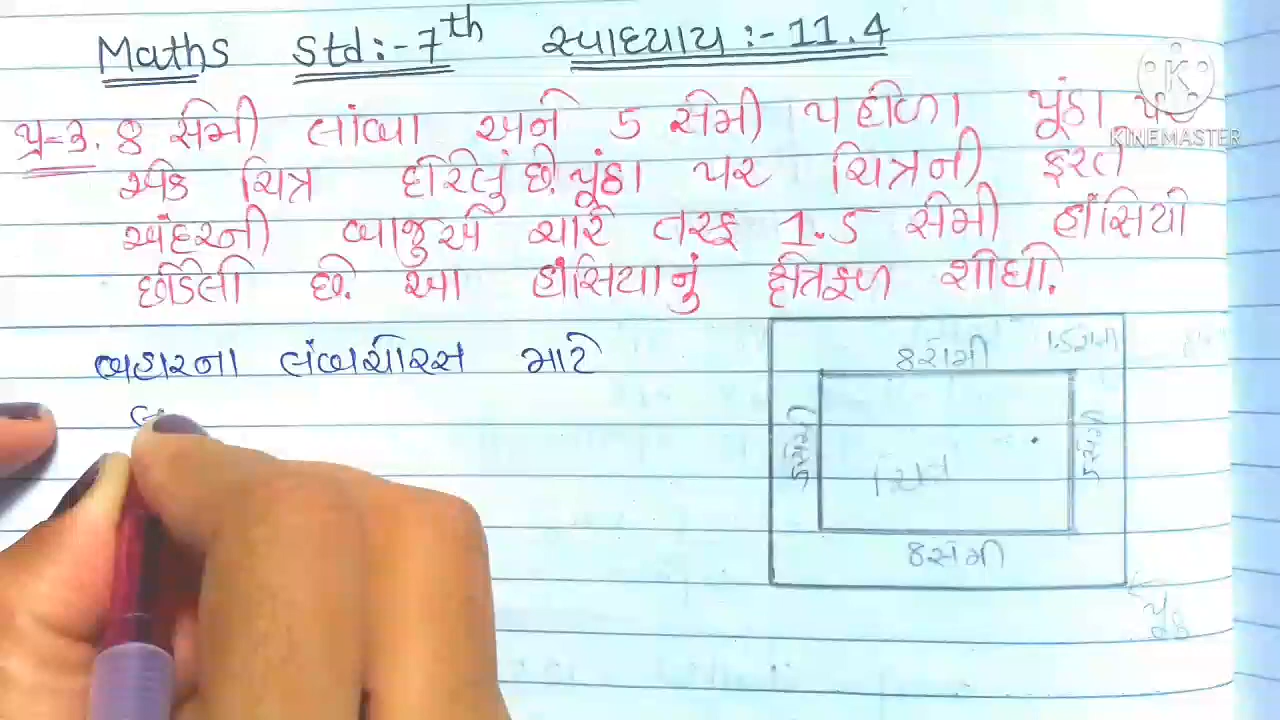 Maths Std:-7th સ્વાધ્યાય :- 11.4
પ્ર-3. 8 સેમી લાંબા અને 5 સેમી પહોળા પૂંઠા પર
એક ચિત્ર દોરેલું છે. પૂંઠા પર ચિત્રની ફરતે
અંદરની બાજુએ ચારે તરફ 1.5 સેમી હાંસિયો
છોડેલો છે. આ હાંસિયાનું ક્ષેત્રફળ શોધો.
બહારના લંબચોરસ માટે
8 સેમી
1.5 સેમી
5 સેમી
ચિત્ર
5 સેમી
8 સેમી
K
KINEMASTER